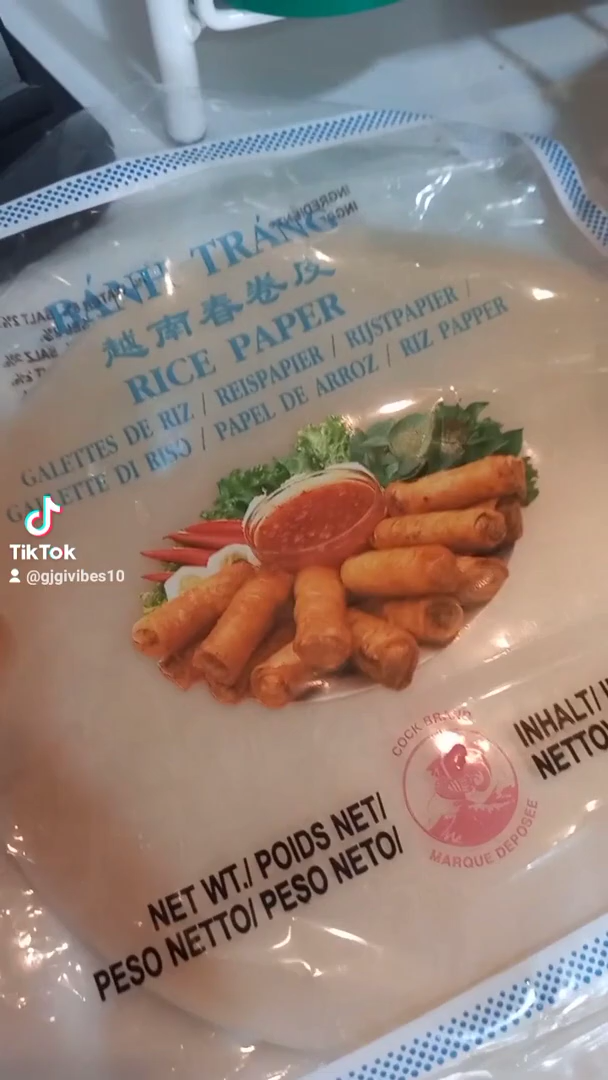 BÁNH TRÁNG
越南春卷皮
RICE PAPER
GALETTES DE RIZ / REISPAPIER / RIJSTPAPIER /
GALLETTE DI RISO / PAPEL DE ARROZ / RIZ PAPPER
TikTok
@gjgivibes10
COCK BRAND
MARQUE DEPOSEE
INHALT/
NETTO
NET WT./ POIDS NET/
PESO NETTO/ PESO NETO/